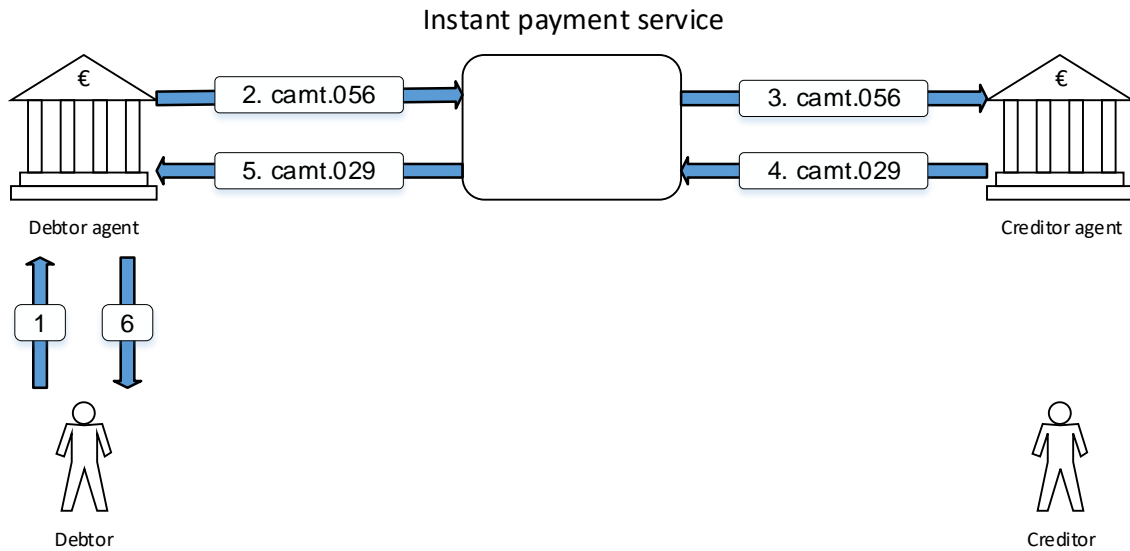 Instant payment service
€
€
2. camt.056
3. camt.056
5. camt.029
4. camt.029
Debtor agent
Creditor agent
1
6
Debtor
Creditor